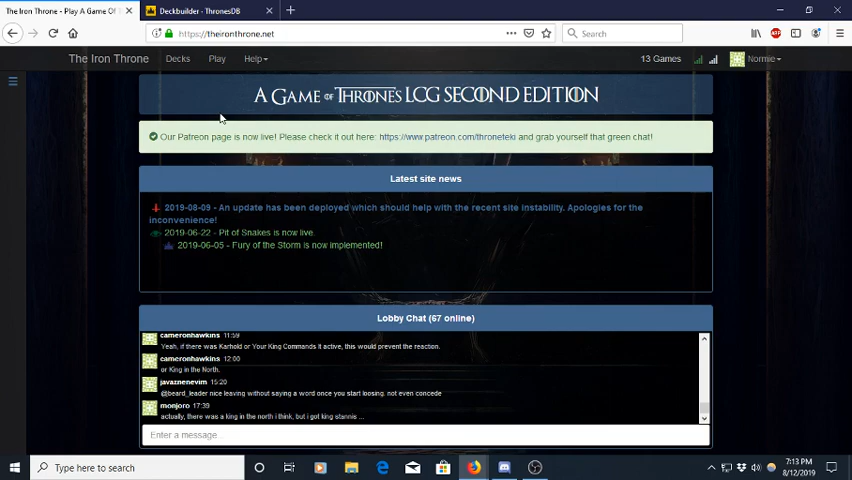 The Iron Throne - Play A Game Of
Deckbuilder - ThronesDB
https://theironthrone.net
Search
The Iron Throne
Decks
Play
Help
13 Games
Normie
A GAME OF THRONES LCG SECOND EDITION
Our Patreon page is now live! Please check it out here: https://www.patreon.com/throneteki and grab yourself that green chat!
Latest site news
2019-08-09 - An update has been deployed which should help with the recent site instability. Apologies for the
inconvenience!
2019-06-22 - Pit of Snakes is now live.
2019-06-05 - Fury of the Storm is now implemented!
Lobby Chat (67 online)
cameronhawkins 11:59
Yeah, if there was Karhold or Your King Commands It active, this would prevent the reaction.
cameronhawkins 12:00
or King in the North.
javaznenevim 15:20
@beard_leader nice leaving without saying a word once you start loosing. not even concede
monjoro 17:39
actually, there was a king in the north i think, but i got king stannis ...
Enter a message
Type here to search
7:13 PM
8/12/2019